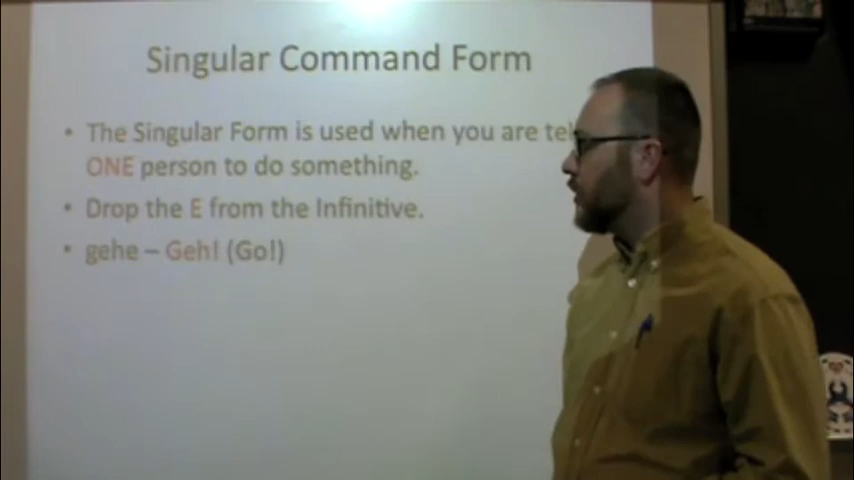 Singular Command Form
• The Singular Form is used when you are
ONE person to do something.
• Drop the E from the Infinitive.
• gehe – Geh! (Go!)